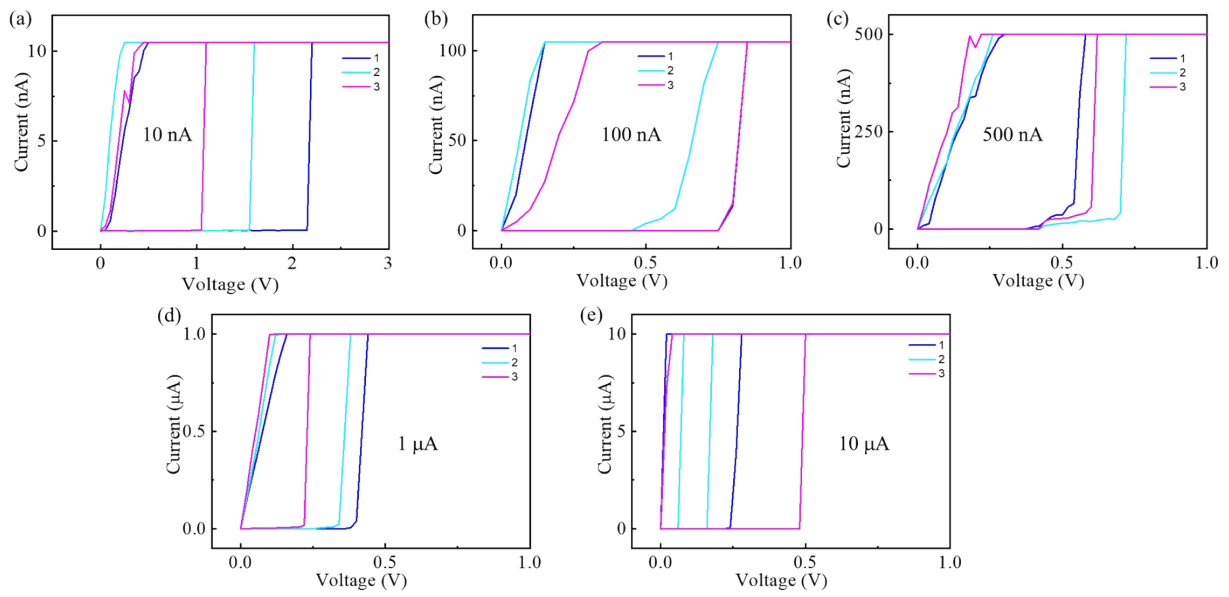 (a)
10
5
0
Current (nA)
10 nA
1
2
3
0
1
2
3
Voltage (V)
(b)
100
50
0
Current (nA)
100 nA
1
2
3
0.0
0.5
1.0
Voltage (V)
(c)
500
250
0
Current (nA)
500 nA
1
2
3
0.0
0.5
1.0
Voltage (V)
(d)
1.0
0.5
0.0
Current (μA)
1 μA
1
2
3
0.0
0.5
1.0
Voltage (V)
(e)
10
5
0
Current (μA)
10 μA
1
2
3
0.0
0.5
1.0
Voltage (V)